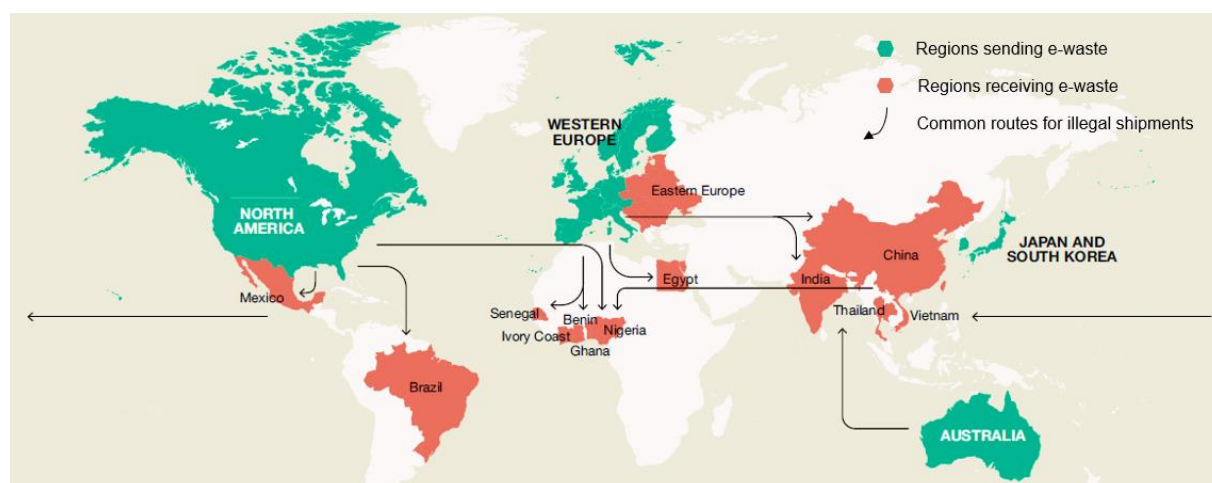 Regions sending e-waste
Regions receiving e-waste
Common routes for illegal shipments
WESTERN
EUROPE
Eastern Europe
NORTH
AMERICA
JAPAN AND
SOUTH KOREA
China
Egypt
India
Mexico
Senegal
Benin
Thailand
Vietnam
Ivory Coast
Nigeria
Ghana
Brazil
AUSTRALIA